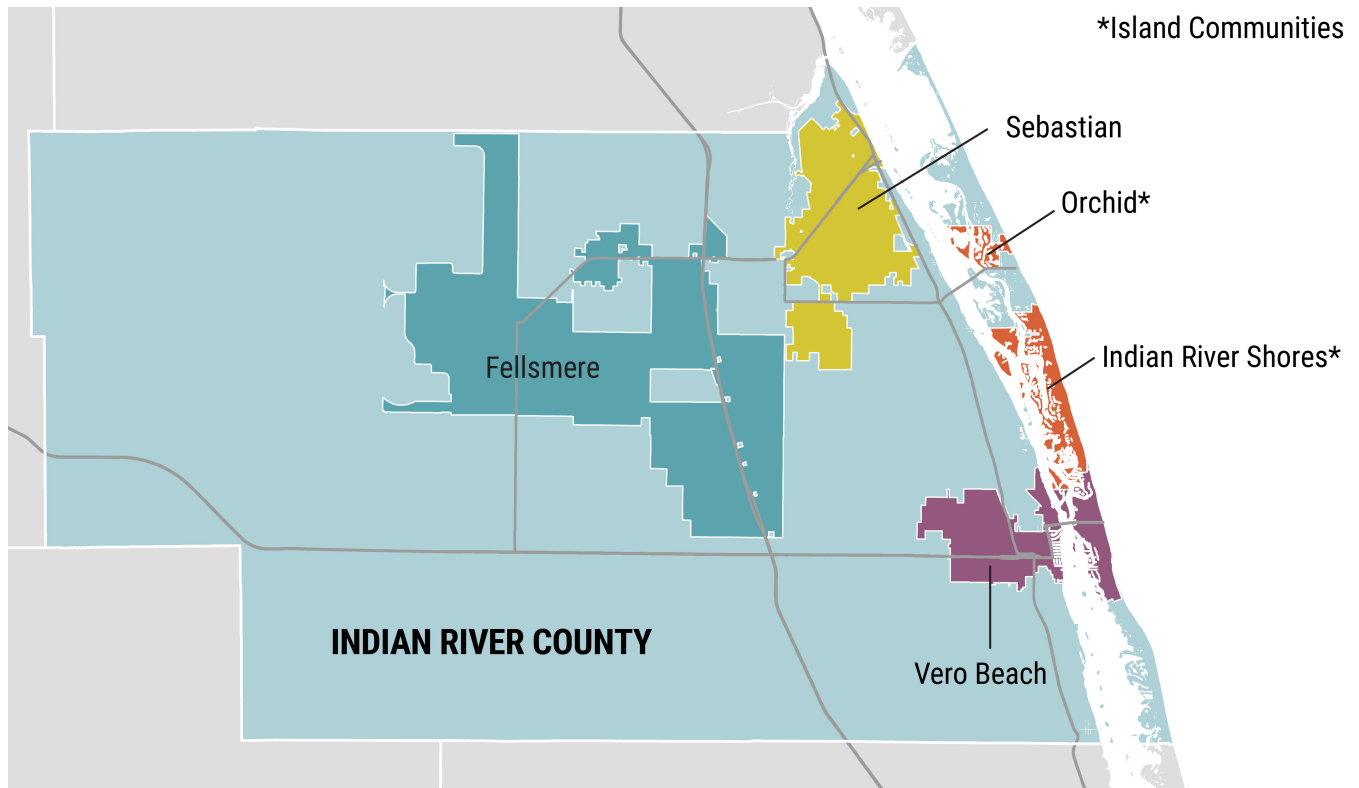 *Island Communities
Sebastian
Orchid*
Indian River Shores*
Fellsmere
INDIAN RIVER COUNTY
Vero Beach